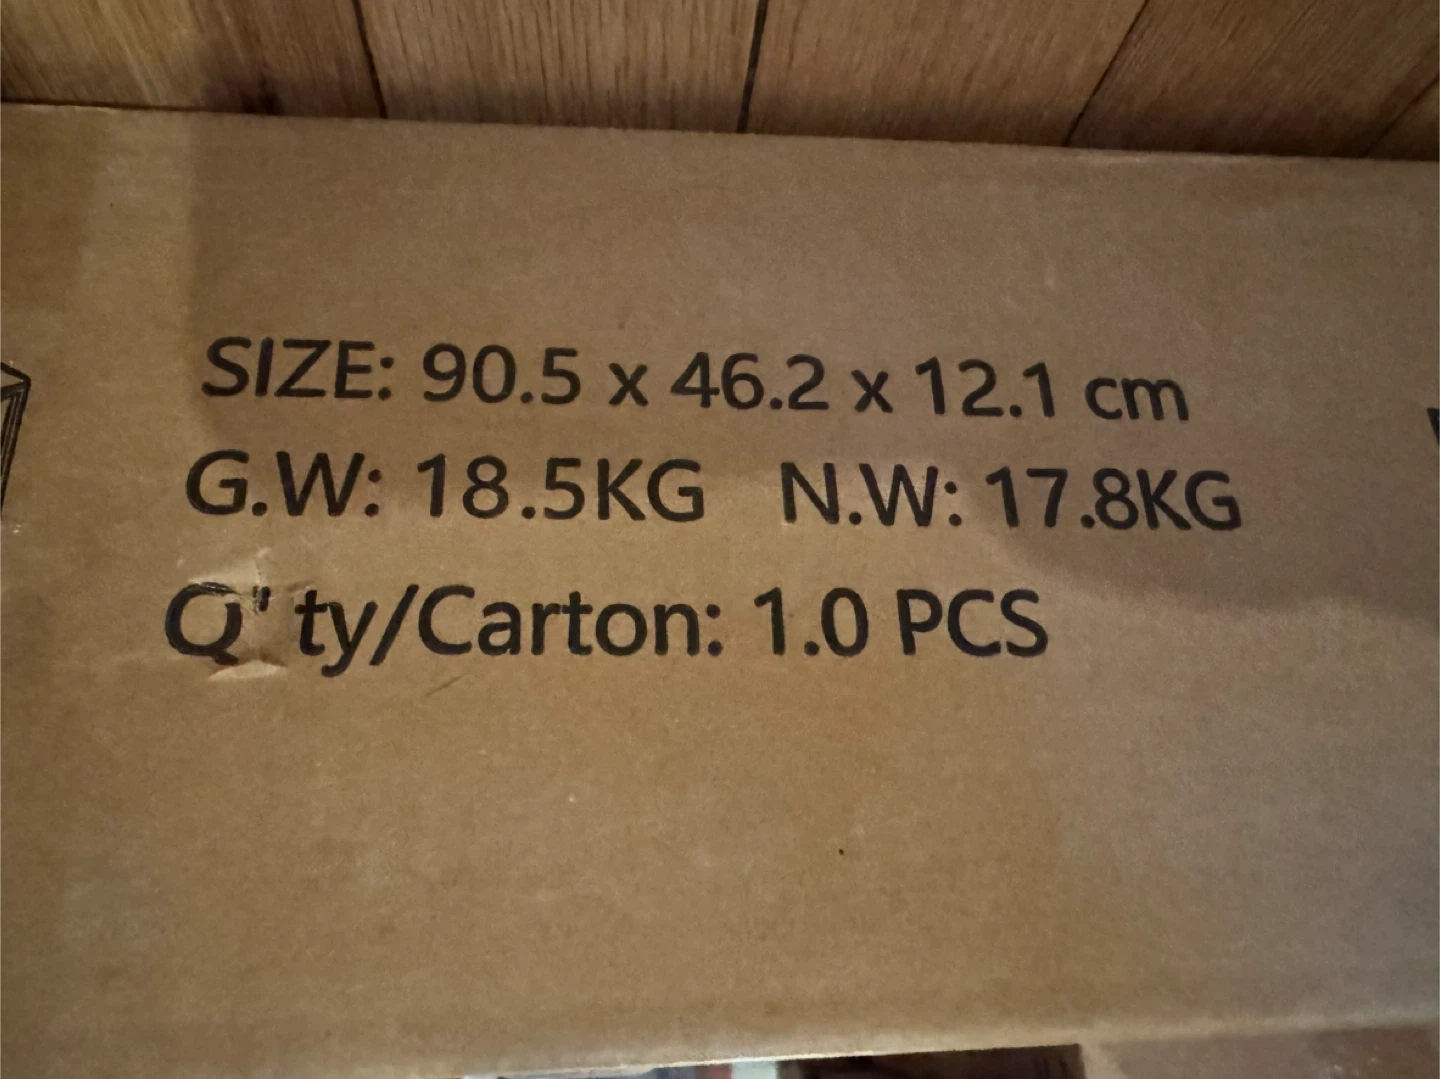 SIZE: 90.5 x 46.2 x 12.1 cm
G.W: 18.5KG N.W: 17.8KG
Q" ty/Carton: 1.0 PCS